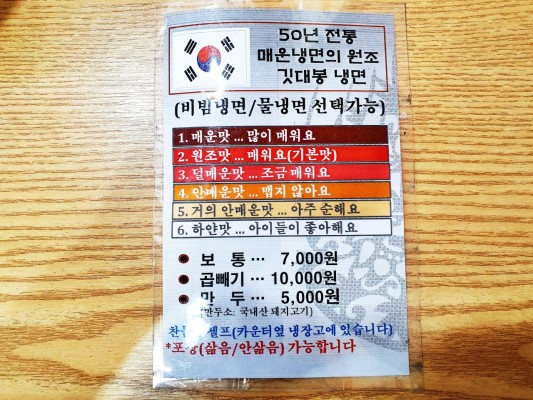 50년 전통
매운냉면의 원조
깃대봉 냉면
(비빔냉면/물냉면 선택가능)
1. 매운맛 ... 많이 매워요
2. 원조맛 ... 매워요(기본맛)
3. 덜매운맛 ... 조금 매워요
4. 안매운맛 ... 맵지 않아요
5. 거의 안매운맛 ... 아주 순해요
6. 하얀맛 ... 아이들이 좋아해요
● 보 통 ··· 7,000원
● 곱빼기 ··· 10,000원
● 만 두 ··· 5,000원
(만두소: 국내산 돼지고기)
셀프(카운터옆 냉장고에 있습니다)
*포장(삶음/안삶음) 가능합니다